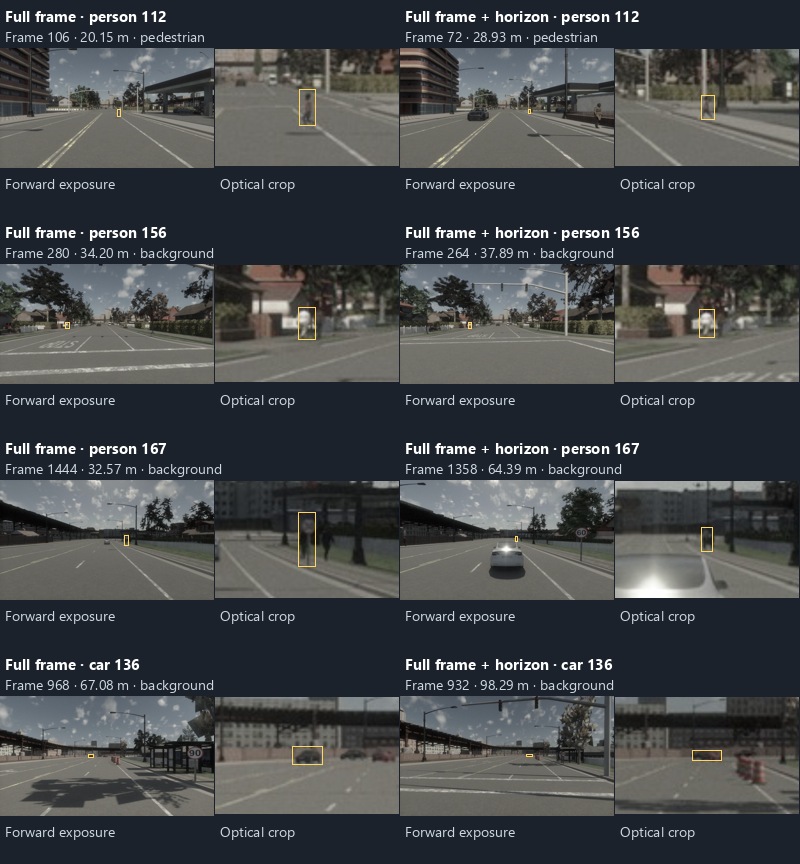 Full frame · person 112
Frame 106 · 20.15 m · pedestrian
Forward exposure
Optical crop
Full frame + horizon · person 112
Frame 72 · 28.93 m · pedestrian
Forward exposure
Optical crop
Full frame · person 156
Frame 280 · 34.20 m · background
Forward exposure
Optical crop
Full frame + horizon · person 156
Frame 264 · 37.89 m · background
Forward exposure
Optical crop
Full frame · person 167
Frame 1444 · 32.57 m · background
Forward exposure
Optical crop
Full frame + horizon · person 167
Frame 1358 · 64.39 m · background
Forward exposure
Optical crop
Full frame · car 136
Frame 968 · 67.08 m · background
90
Forward exposure
Optical crop
Full frame + horizon · car 136
Frame 932 · 98.29 m · background
Forward exposure
Optical crop